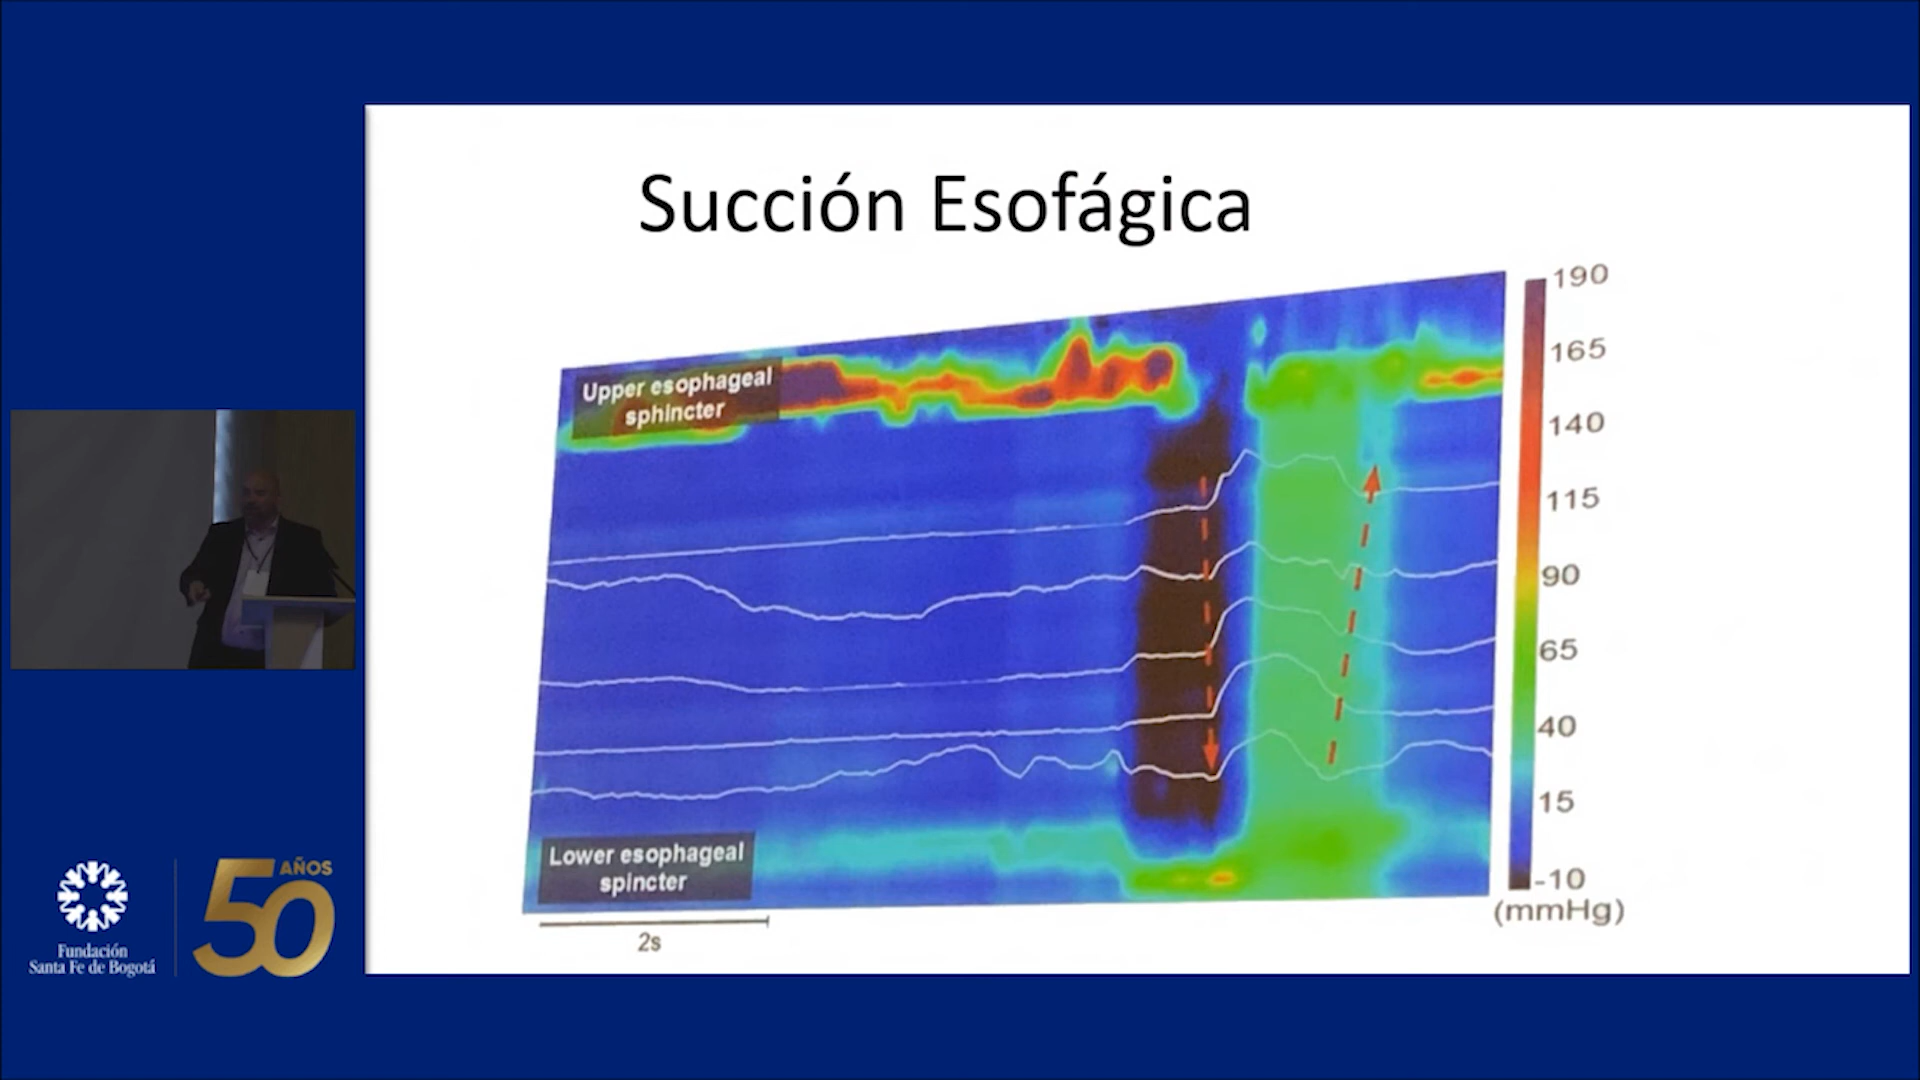 Succión Esofágica
Upper esophageal
sphincter
Lower esophageal
spincter
2s
190
165
140
115
90
65
40
15
-10
(mmHg)
Fundación
Santa Fe de Bogotá
50
AÑOS